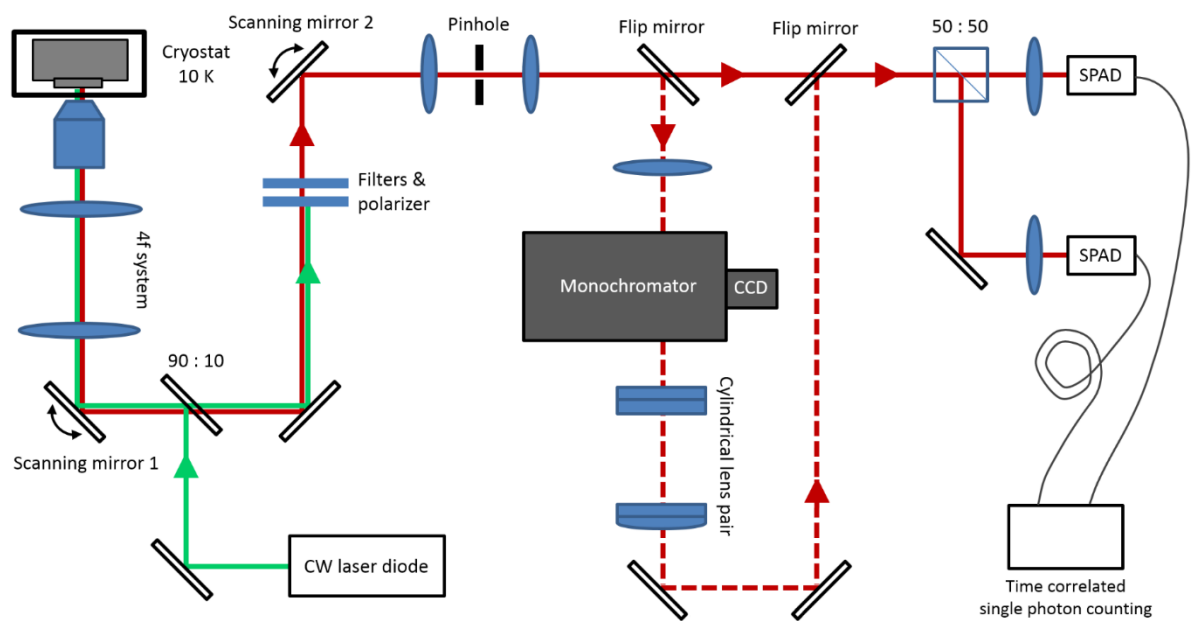 Scanning mirror 2
Pinhole
Flip mirror
Flip mirror
50 : 50
Cryostat
10 K
SPAD
Filters &
polarizer
4f system
SPAD
Monochromator
CCD
90 : 10
Cylindrical lens pair
Scanning mirror 1
CW laser diode
Time correlated
single photon counting